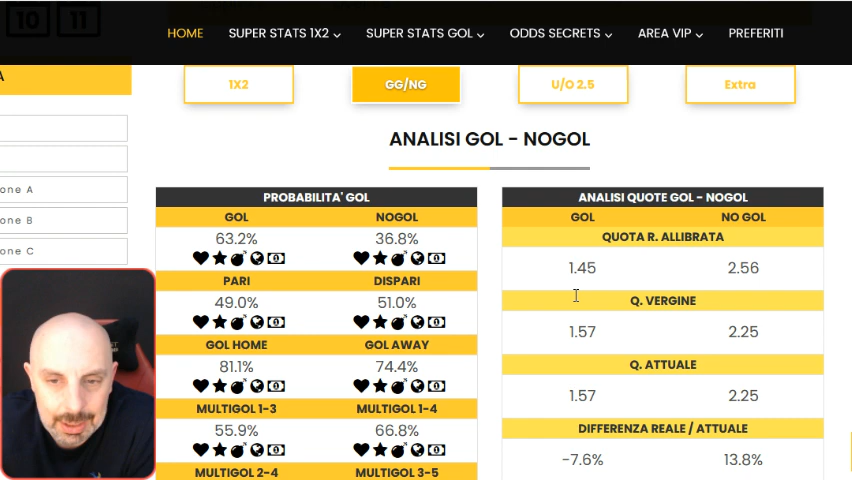 10 11
HOME SUPER STATS 1X2 SUPER STATS GOL ODDS SECRETS AREA VIP PREFERITI
A
1X2 GG/NG U/O 2.5 Extra
ANALISI GOL - NOGOL
one A
one B
one C
PROBABILITA' GOL
GOL NOGOL
63.2% 36.8%
PARI DISPARI
49.0% 51.0%
GOL HOME GOL AWAY
81.1% 74.4%
MULTIGOL 1-3 MULTIGOL 1-4
55.9% 66.8%
MULTIGOL 2-4 MULTIGOL 3-5
ANALISI QUOTE GOL - NOGOL
GOL NO GOL
QUOTA R. ALLIBRATA
1.45 2.56
Q. VERGINE
1.57 2.25
Q. ATTUALE
1.57 2.25
DIFFERENZA REALE / ATTUALE
-7.6% 13.8%